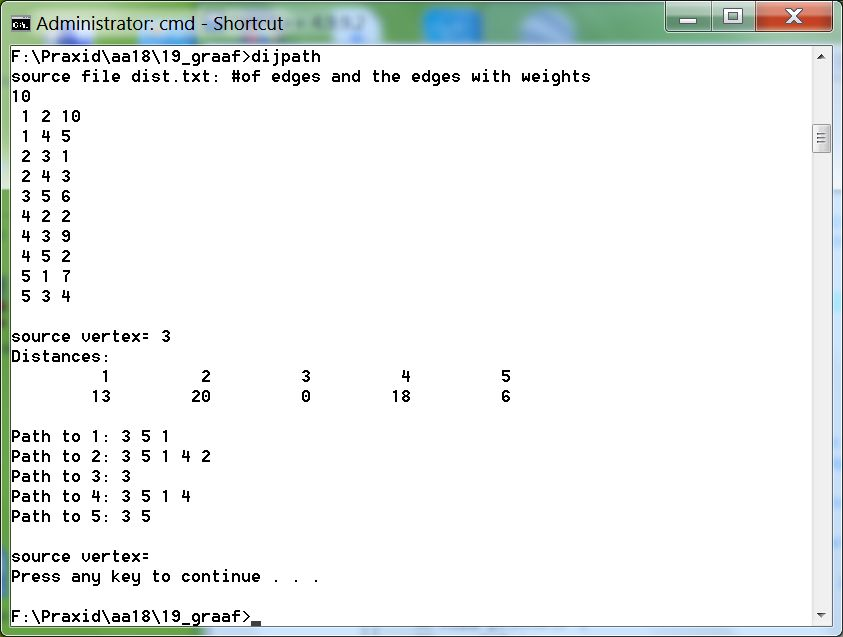 Administrator: cmd - Shortcut
F:\Praxid\aa18\19_graaf>dijpath
source file dist.txt: #of edges and the edges with weights
10
1 2 10
1 4 5
2 3 1
2 4 3
3 5 6
4 2 2
4 3 9
4 5 2
5 1 7
5 3 4
source vertex= 3
Distances:
1 2 3 4 5
13 20 0 18 6
Path to 1: 3 5 1
Path to 2: 3 5 1 4 2
Path to 3: 3
Path to 4: 3 5 1 4
Path to 5: 3 5
source vertex=
Press any key to continue . . .
F:\Praxid\aa18\19_graaf>